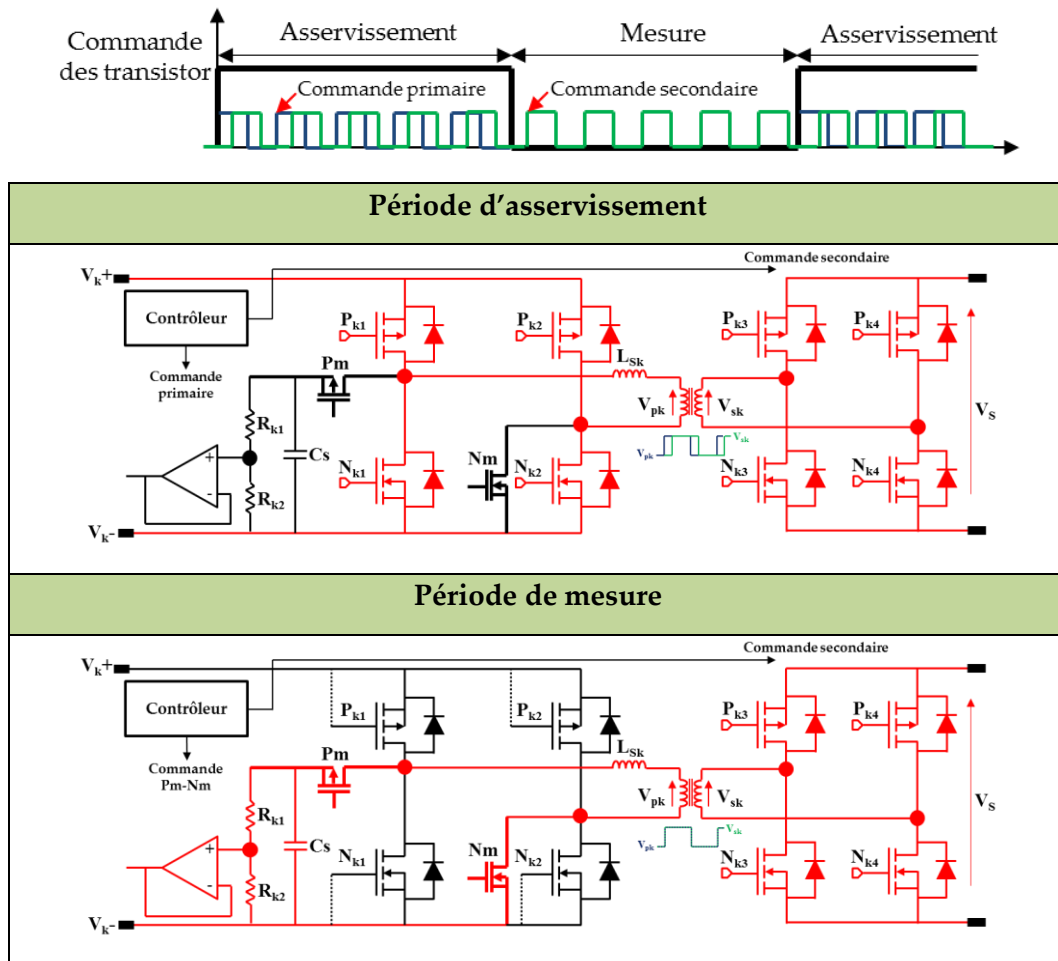 Commande
des transistor
Asservissement
Mesure
Asservissement
Commande primaire
Commande secondaire
Période d'asservissement
Commande secondaire
Vk+
Contrôleur
Commande
primaire
Pm
Pk1
Pk2
Pk3
Pk4
LSk
Rk1
Vpk
Vsk
VS
+
-
Cs
Rk2
Nk1
Nm
Nk2
Vpk
Vsk
Nk3
Nk4
Vk-
Période de mesure
Commande secondaire
Vk+
Contrôleur
Commande
Pm-Nm
Pm
Pk1
Pk2
Pk3
Pk4
LSk
Rk1
Vpk
Vsk
VS
+
-
Cs
Rk2
Nk1
Nm
Nk2
Vpk
Vsk
Nk3
Nk4
Vk-